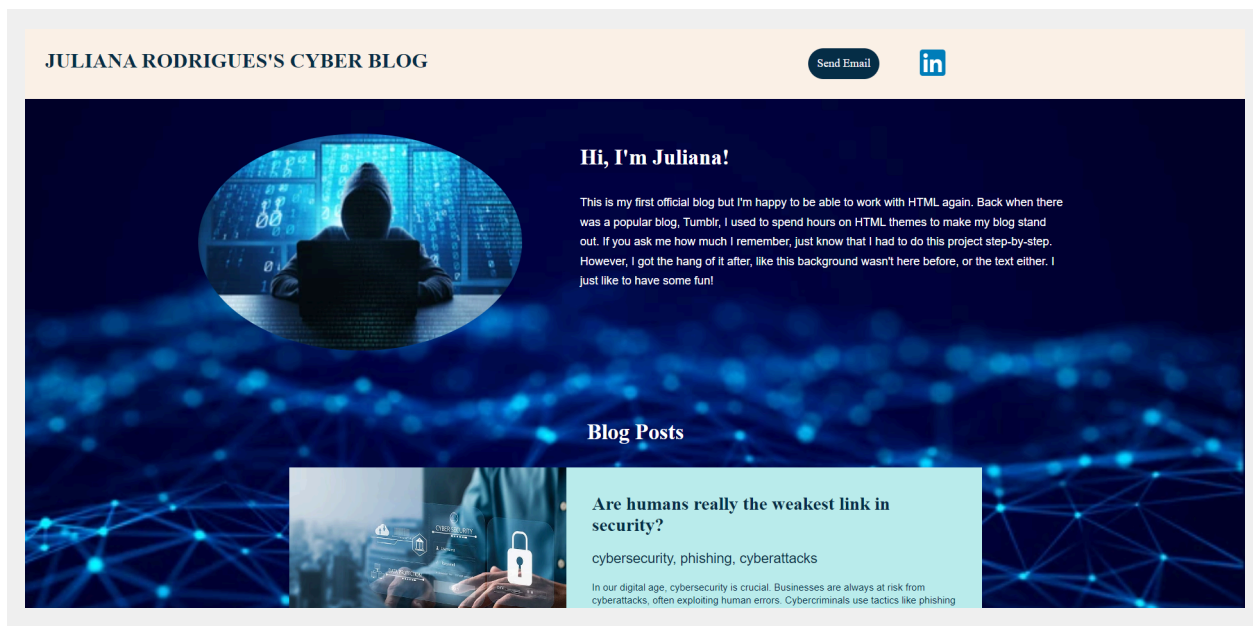 JULIANA RODRIGUES'S CYBER BLOG
Send Email
in
Hi, I'm Juliana!
This is my first official blog but I'm happy to be able to work with HTML again. Back when there
was a popular blog, Tumblr, I used to spend hours on HTML themes to make my blog stand
out. If you ask me how much I remember, just know that I had to do this project step-by-step.
However, I got the hang of it after, like this background wasn't here before, or the text either. I
just like to have some fun!
Blog Posts
CYBER SECURITY
Are humans really the weakest link in
security?
cybersecurity, phishing, cyberattacks
In our digital age, cybersecurity is crucial. Businesses are always at risk from
cyberattacks, often exploiting human errors. Cybercriminals use tactics like phishing